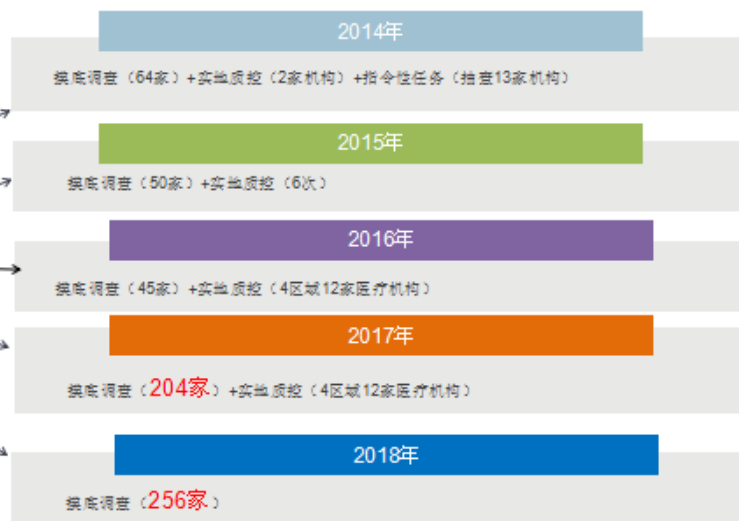 2014年
摸底调查（64家）+实地质控（2家机构）+指令性任务（抽查13家机构）
2015年
摸底调查（50家）+实地质控（6次）
2016年
摸底调查（45家）+实地质控（4区域12家医疗机构）
2017年
摸底调查（204家）+实地质控（4区域12家医疗机构）
2018年
摸底调查（256家）